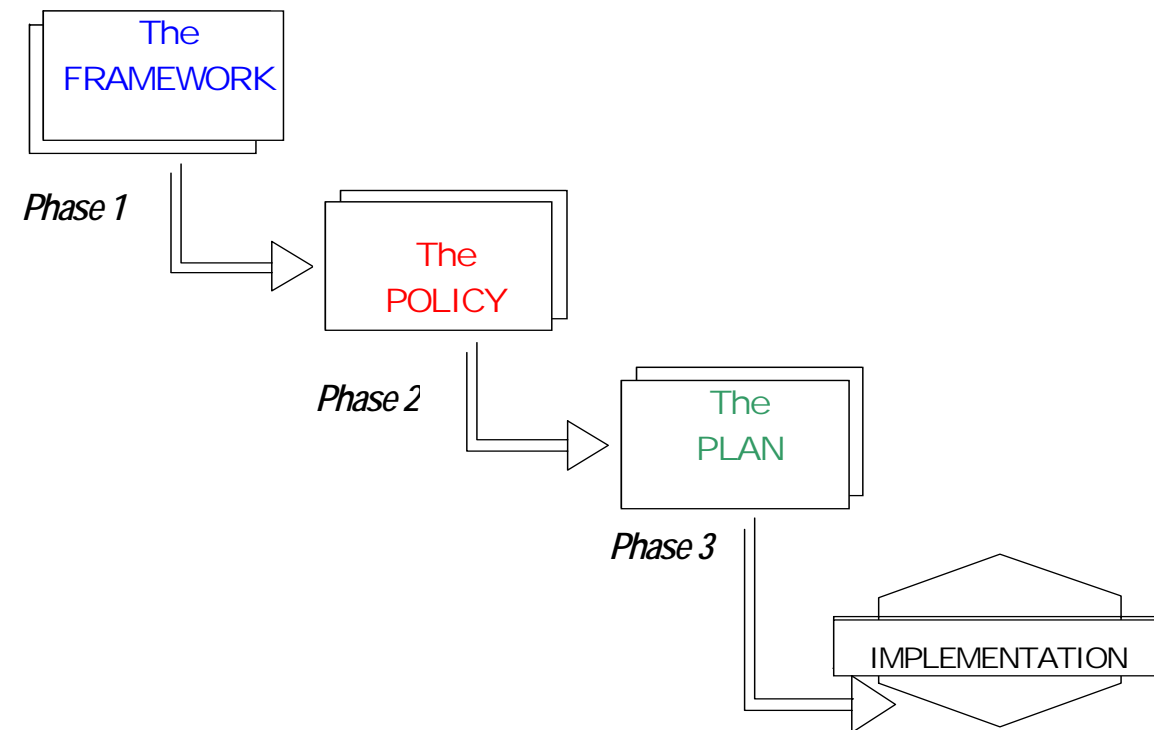 The
FRAMEWORK
Phase 1
The
POLICY
Phase 2
The
PLAN
Phase 3
IMPLEMENTATION